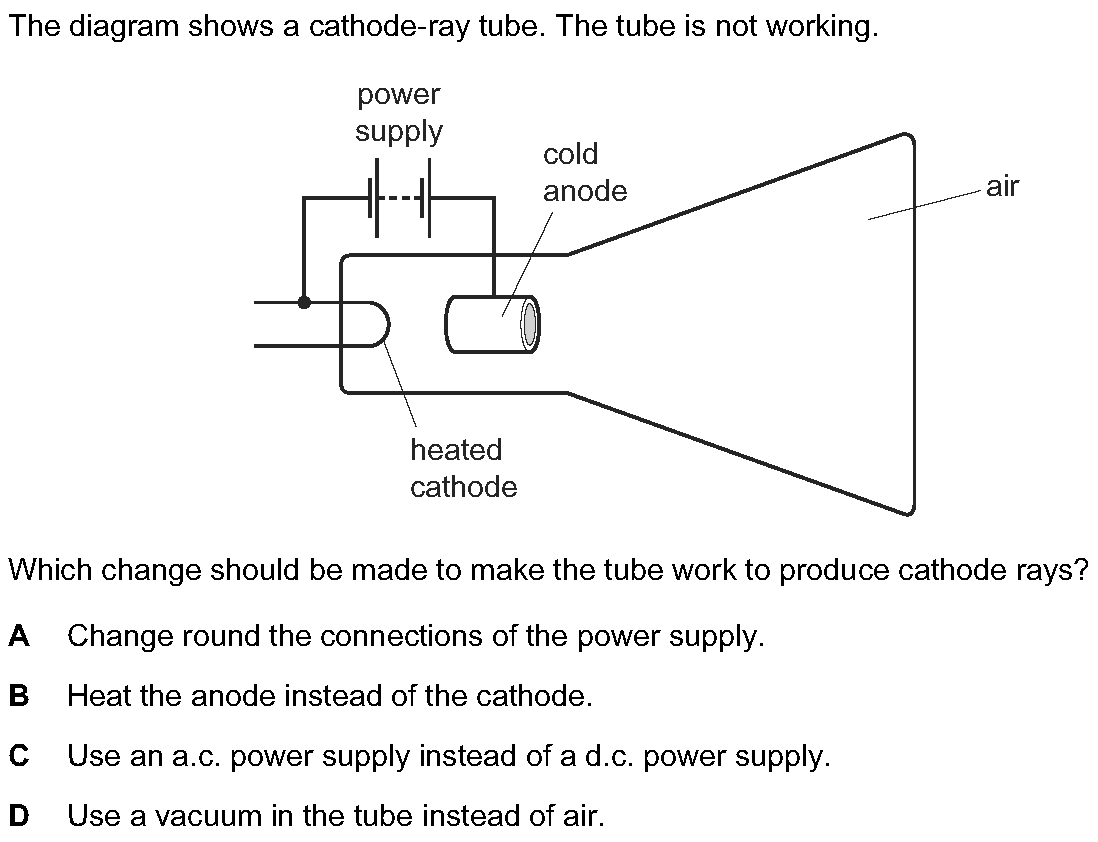 The diagram shows a cathode-ray tube. The tube is not working.
power
supply
cold
anode
air
heated
cathode
Which change should be made to make the tube work to produce cathode rays?
A Change round the connections of the power supply.
B Heat the anode instead of the cathode.
C Use an a.c. power supply instead of a d.c. power supply.
D Use a vacuum in the tube instead of air.